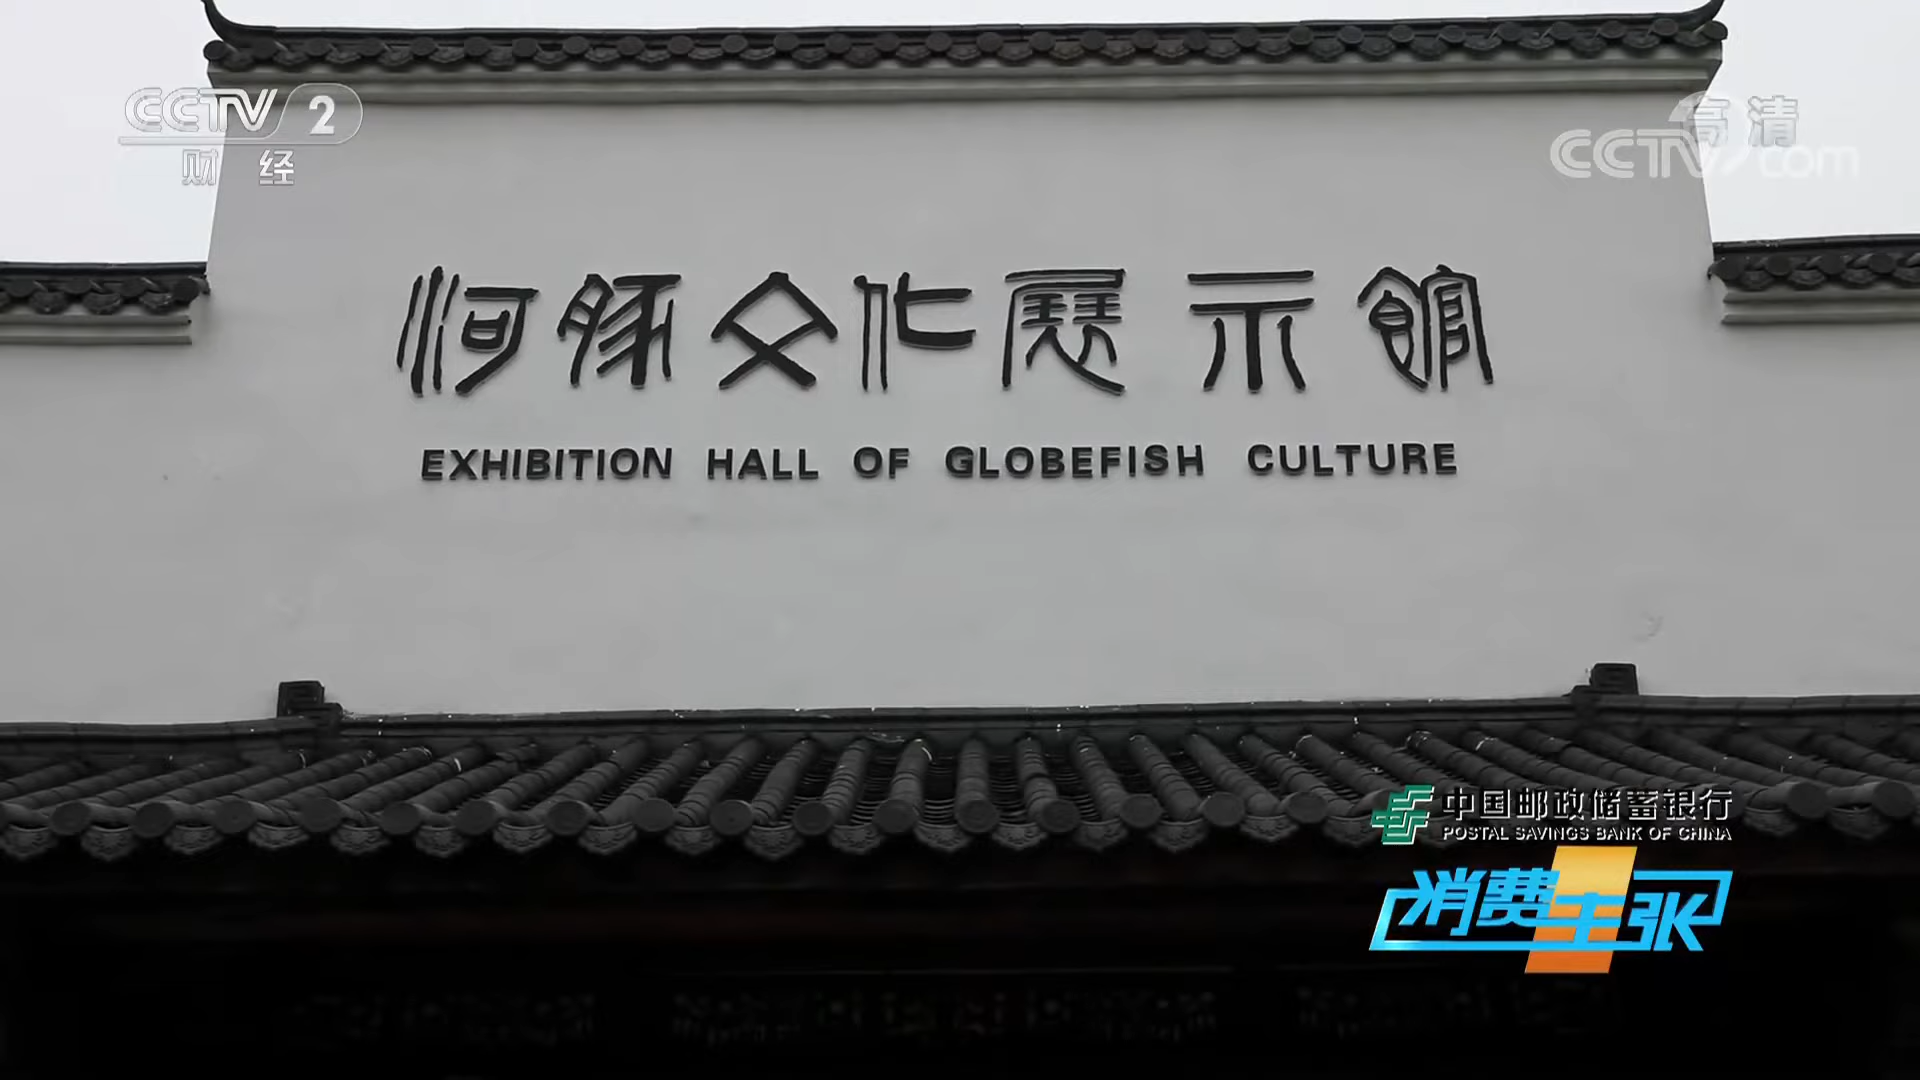 CCTV 2
财经
高清
CCTV.com
河豚文化展示館
EXHIBITION HALL OF GLOBEFISH CULTURE
中国邮政储蓄银行
POSTAL SAVINGS BANK OF CHINA
消费主张